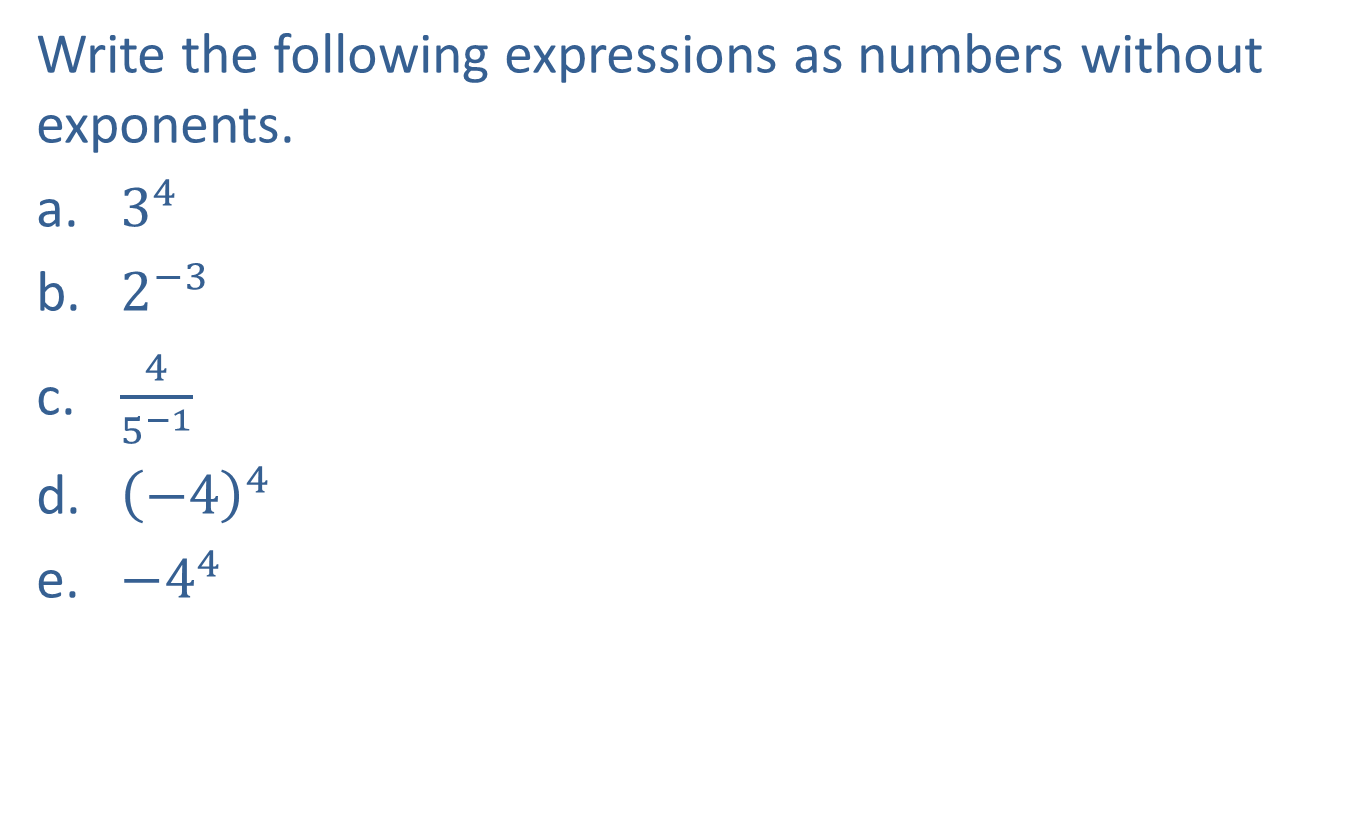 Write the following expressions as numbers without
exponents.
a. 3⁴
b. 2⁻³
c. 4/5⁻¹
d. (−4)⁴
e. −4⁴